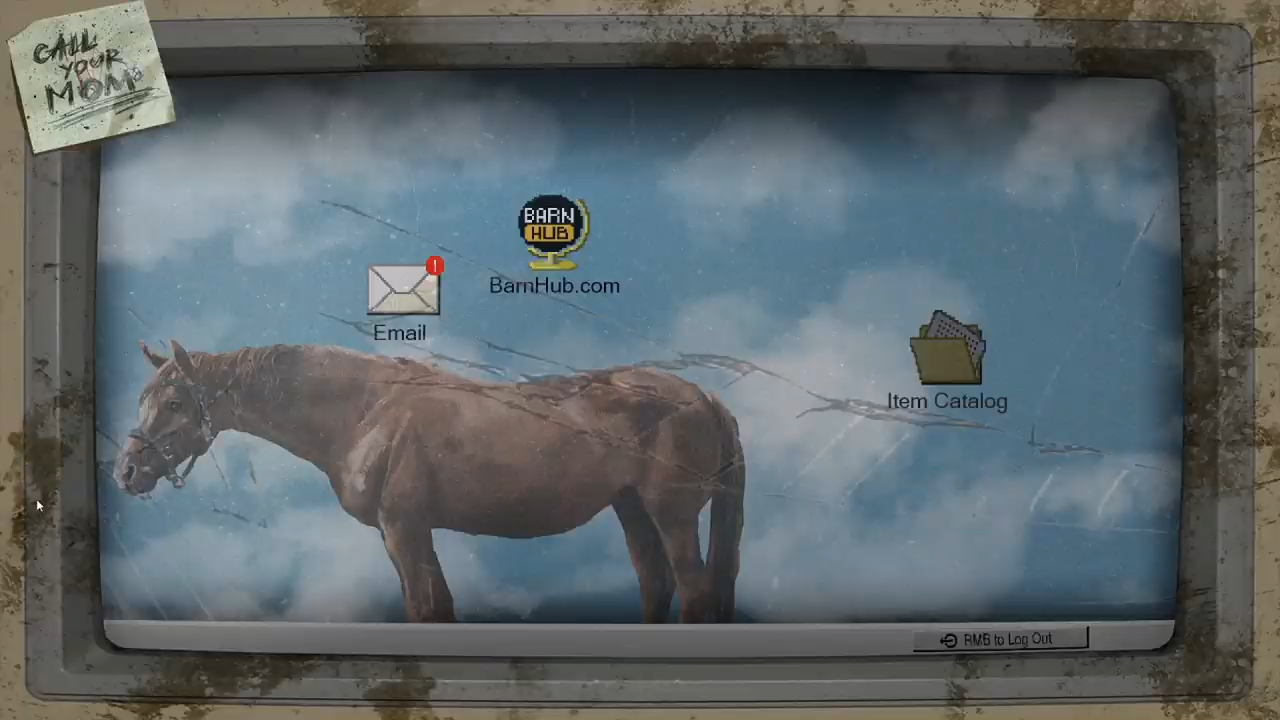 CALL
YOUR
MOM
BARN
HUB
BarnHub.com
!
Email
Item Catalog
RMB to Log Out